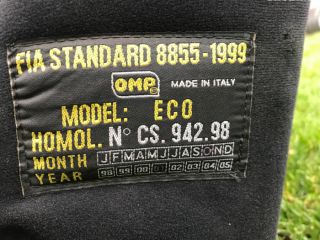 FIA STANDARD 8855-1999
OMP
MADE IN ITALY
MODEL: ECO
HOMOL. N° CS. 942.98
MONTH J F M A M J J A S O N D
YEAR 98 99 00 01 02 03 04 05